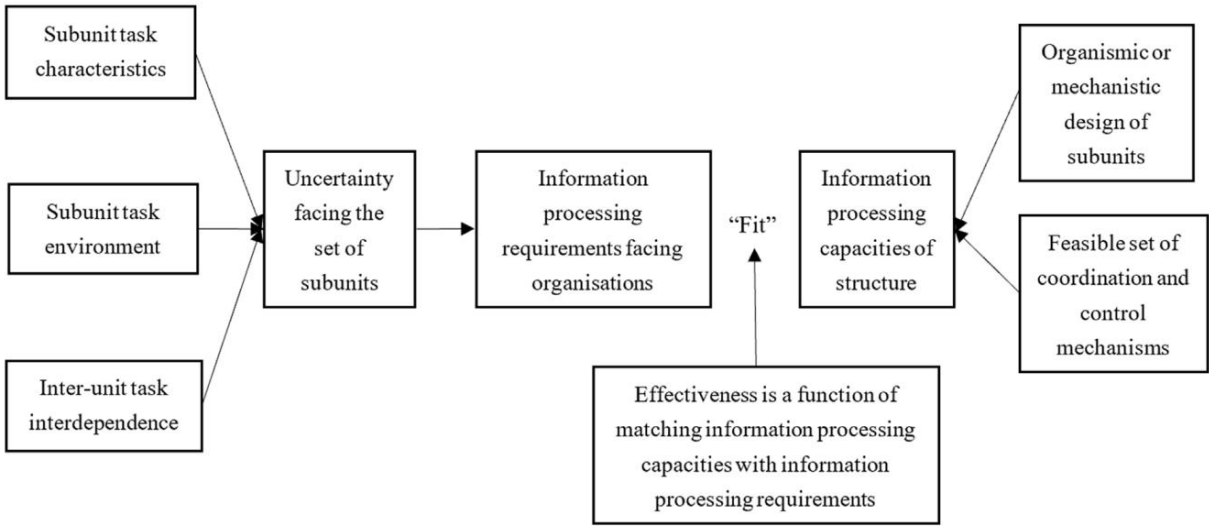 Subunit task
characteristics
Subunit task
environment
Inter-unit task
interdependence
Uncertainty
facing the
set of
subunits
Information
processing
requirements facing
organisations
“Fit”
Effectiveness is a function of
matching information processing
capacities with information
processing requirements
Information
processing
capacities of
structure
Organismic or
mechanistic
design of
subunits
Feasible set of
coordination and
control
mechanisms